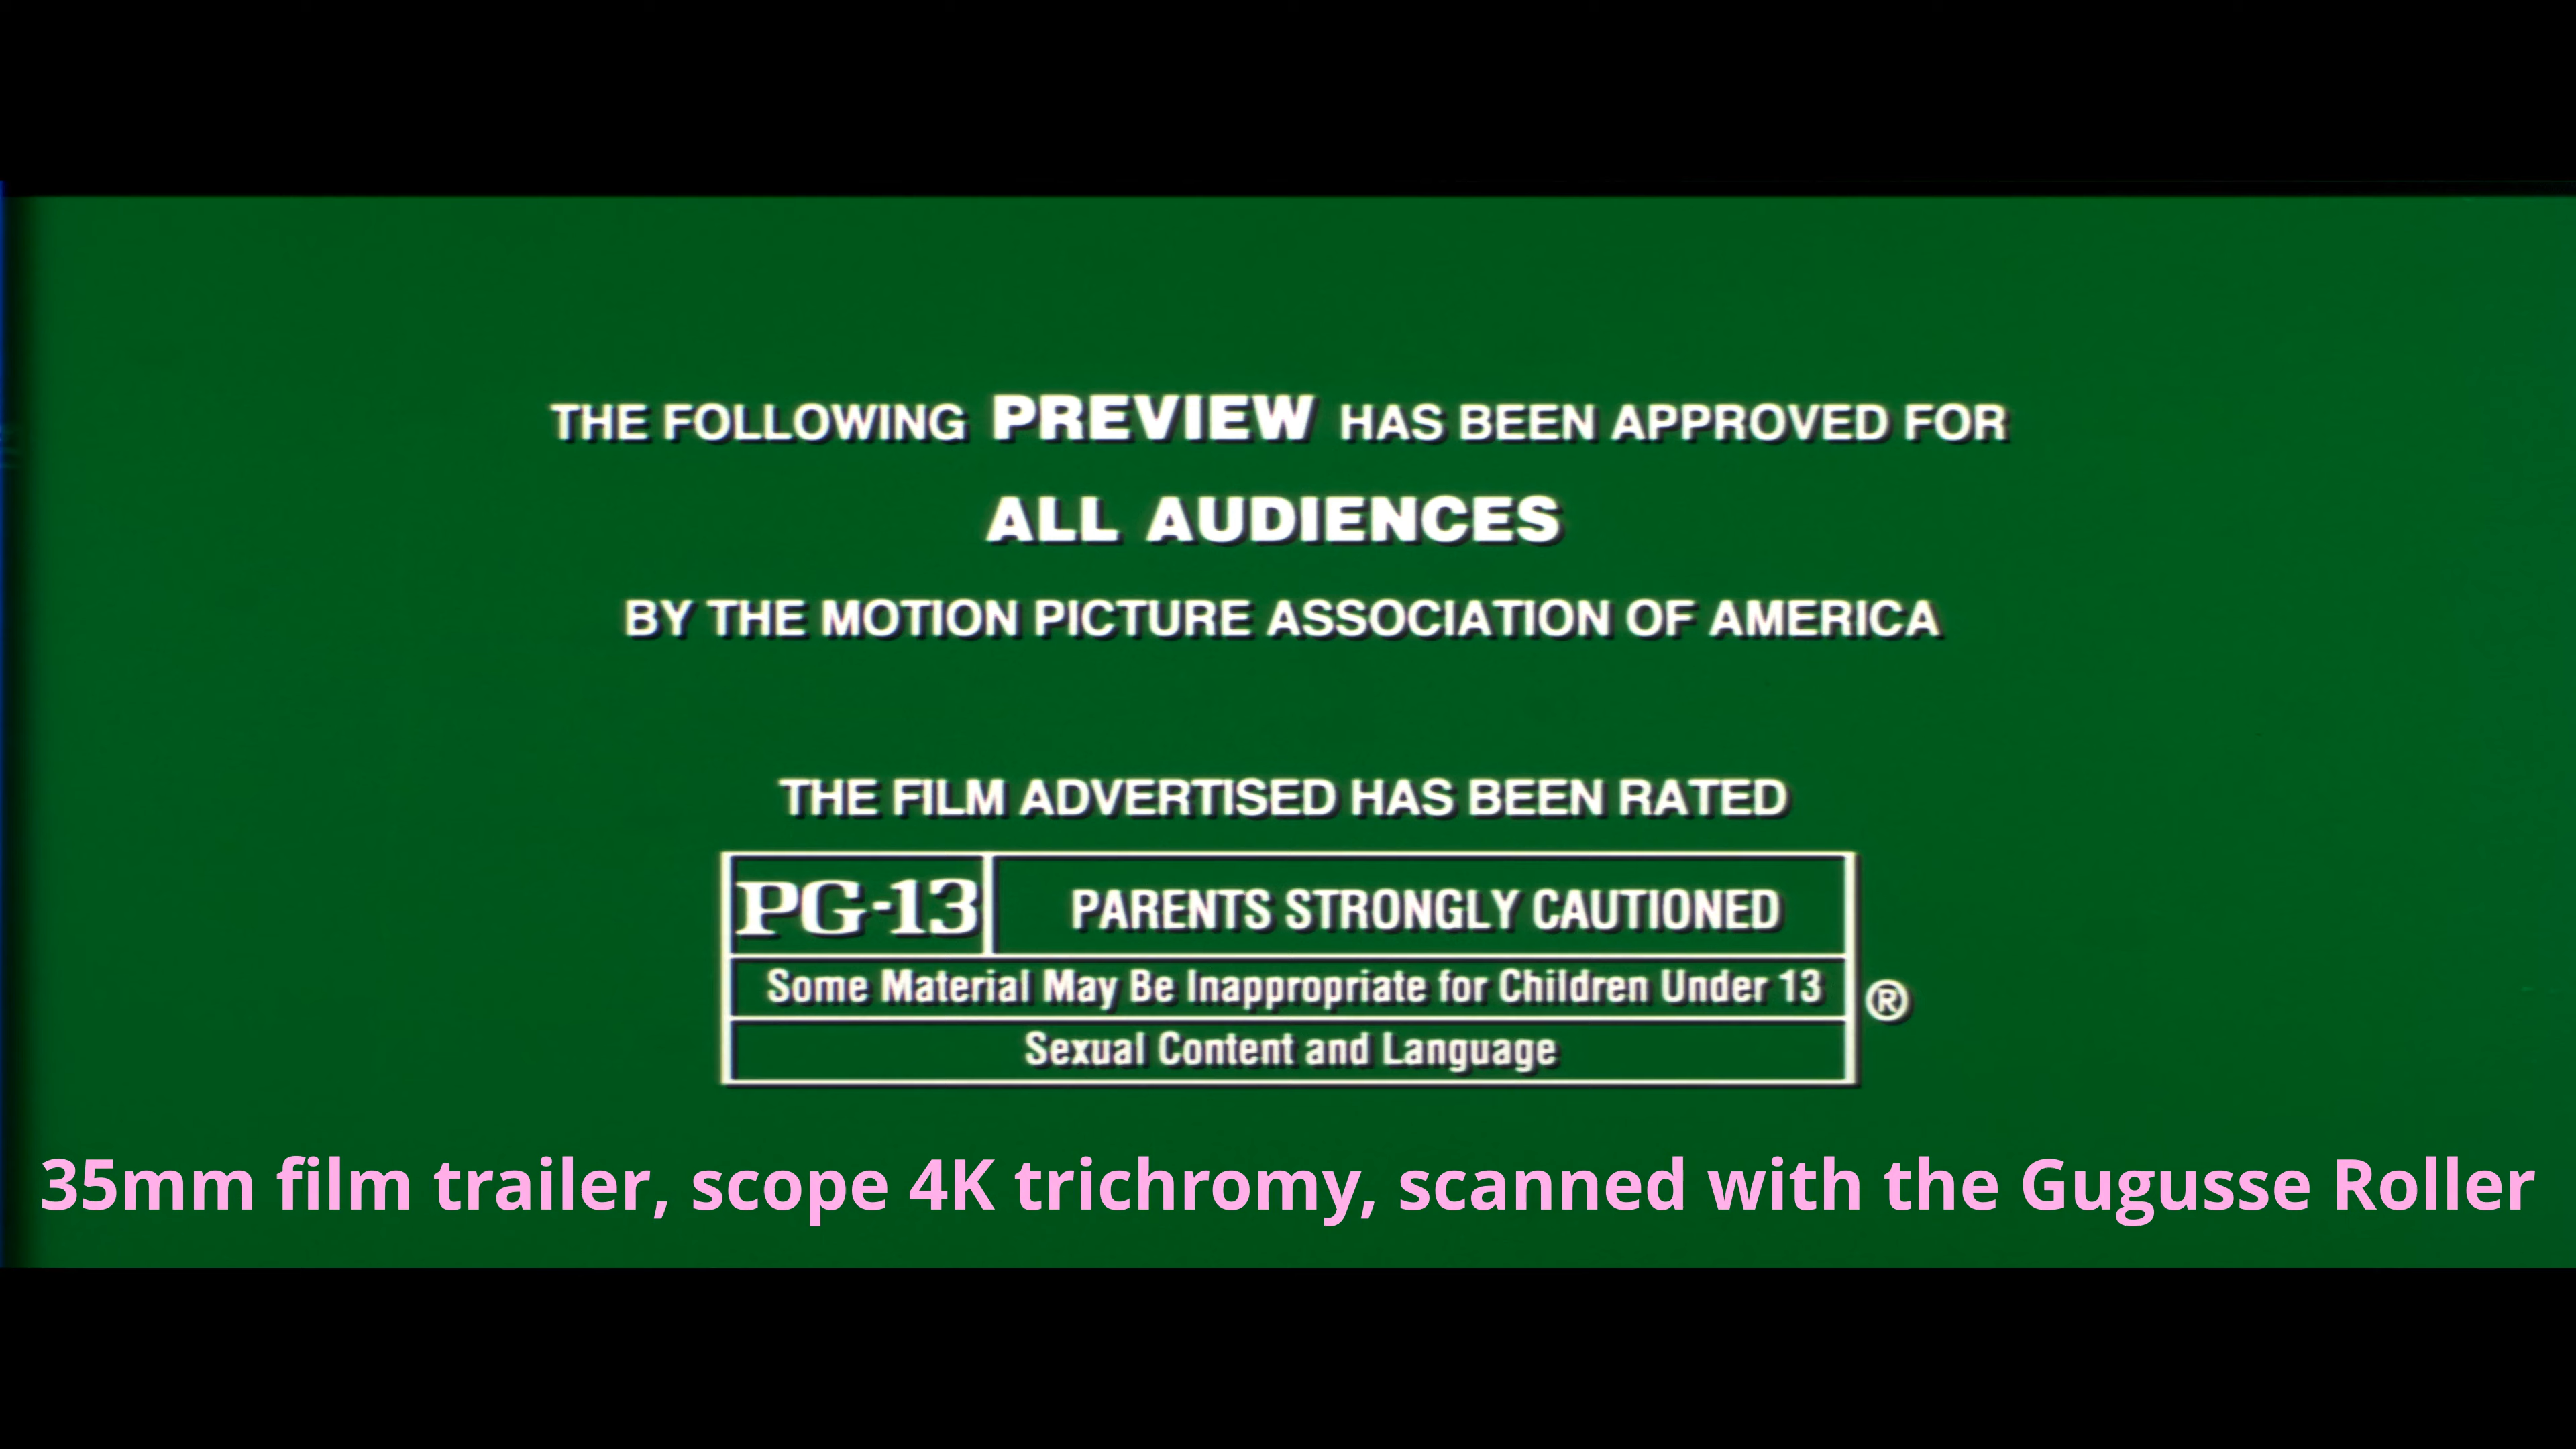 THE FOLLOWING PREVIEW HAS BEEN APPROVED FOR
ALL AUDIENCES
BY THE MOTION PICTURE ASSOCIATION OF AMERICA
THE FILM ADVERTISED HAS BEEN RATED
PG-13 PARENTS STRONGLY CAUTIONED
Some Material May Be Inappropriate for Children Under 13 ®
Sexual Content and Language
35mm film trailer, scope 4K trichromy, scanned with the Gugusse Roller